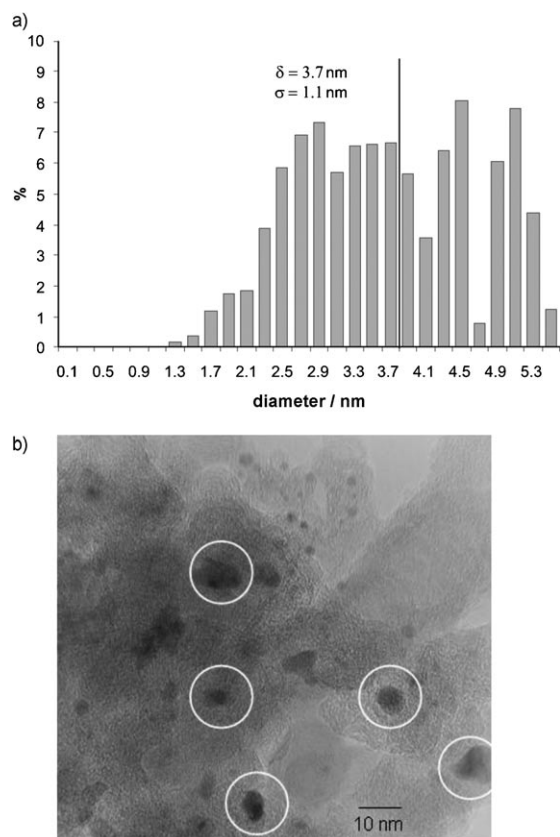 a)
10
9
8
7
6
5
4
3
2
1
0
%
δ = 3.7 nm
σ = 1.1 nm
0.1 0.5 0.9 1.3 1.7 2.1 2.5 2.9 3.3 3.7 4.1 4.5 4.9 5.3
diameter / nm
b)
10 nm